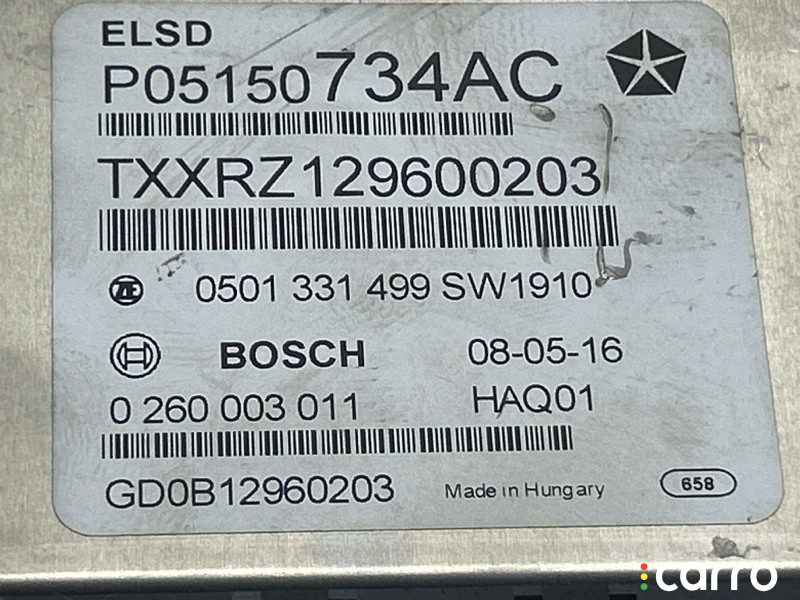 ELSD
P05150734AC
TXXRZ129600203
ZF 0501 331 499 SW1910
BOSCH 08-05-16
0 260 003 011 HAQ01
GD0B12960203 Made in Hungary 658
carro